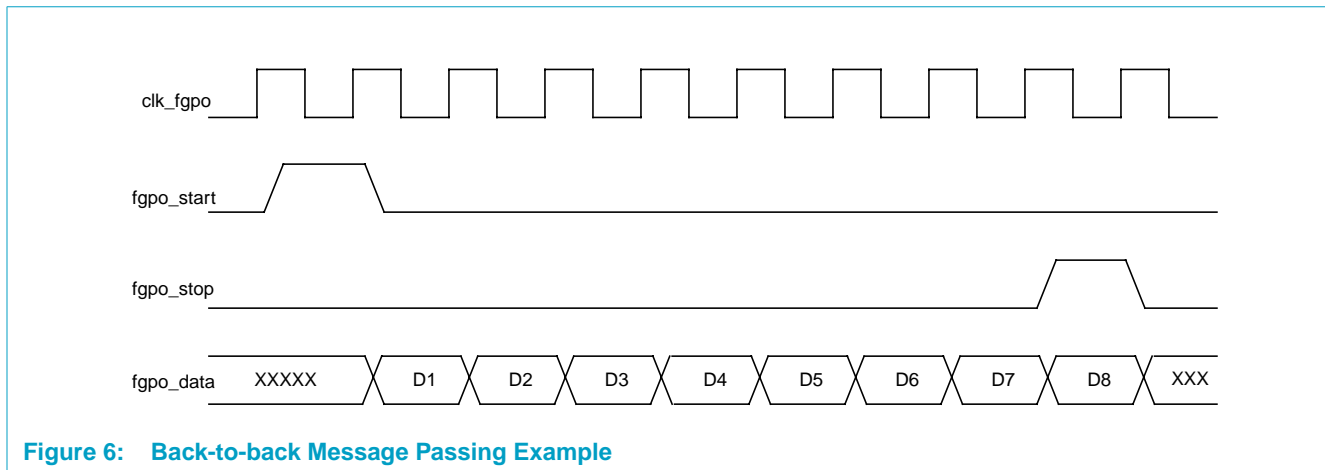 clk_fgpo
fgpo_start
fgpo_stop
fgpo_data XXXXX D1 D2 D3 D4 D5 D6 D7 D8 XXX
Figure 6: Back-to-back Message Passing Example